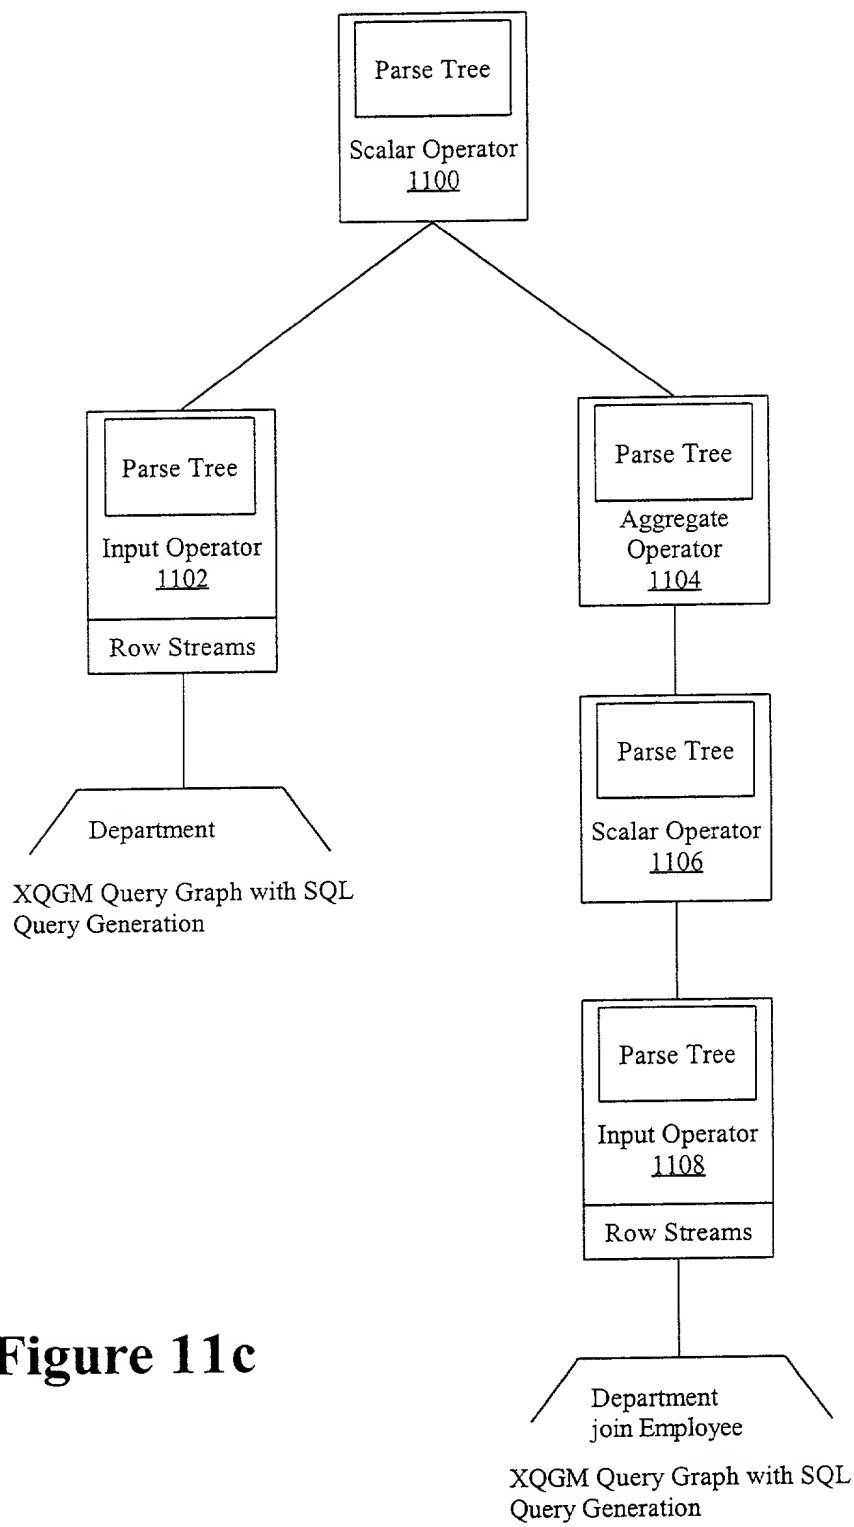 Parse Tree
Scalar Operator
1100
Parse Tree
Input Operator
1102
Row Streams
Department
XQGM Query Graph with SQL
Query Generation
Parse Tree
Aggregate
Operator
1104
Parse Tree
Scalar Operator
1106
Parse Tree
Input Operator
1108
Row Streams
Department
join Employee
XQGM Query Graph with SQL
Query Generation
Figure 11c